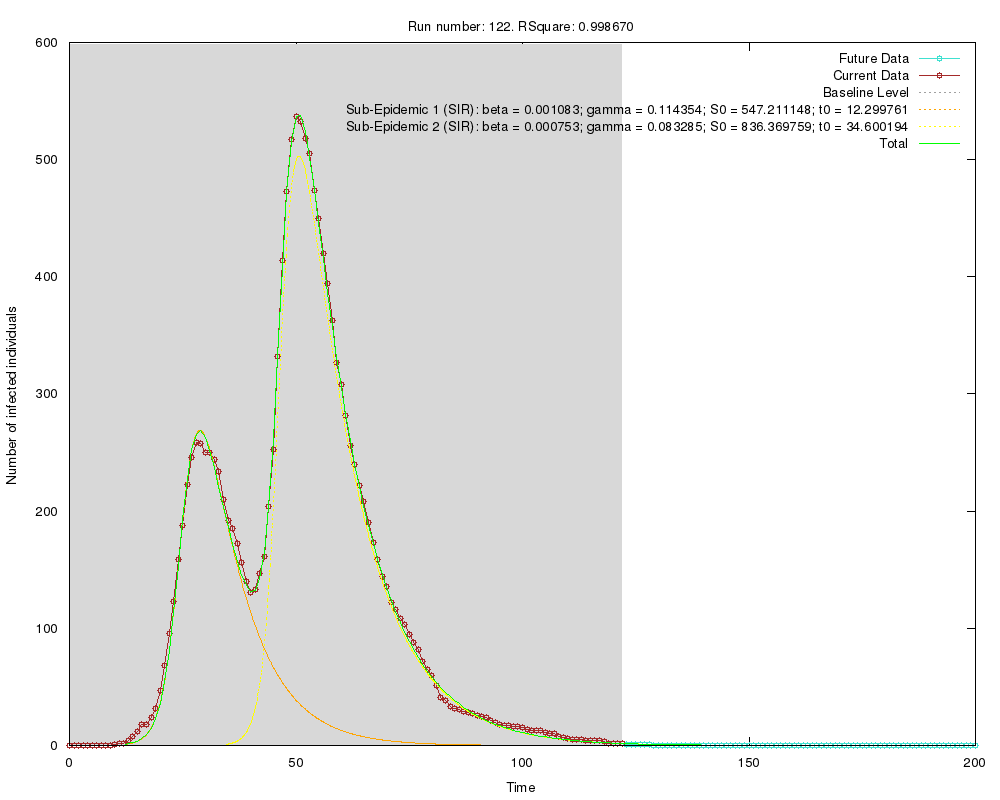 Run number: 122. RSquare: 0.998670
600
Future Data
Current Data
Baseline Level
Sub-Epidemic 1 (SIR): beta = 0.001083; gamma = 0.114354; S0 = 547.211148; t0 = 12.299761
Sub-Epidemic 2 (SIR): beta = 0.000753; gamma = 0.083285; S0 = 836.369759; t0 = 34.600194
Total
500
400
300
200
100
0
Number of infected individuals
0 50 100 150 200
Time